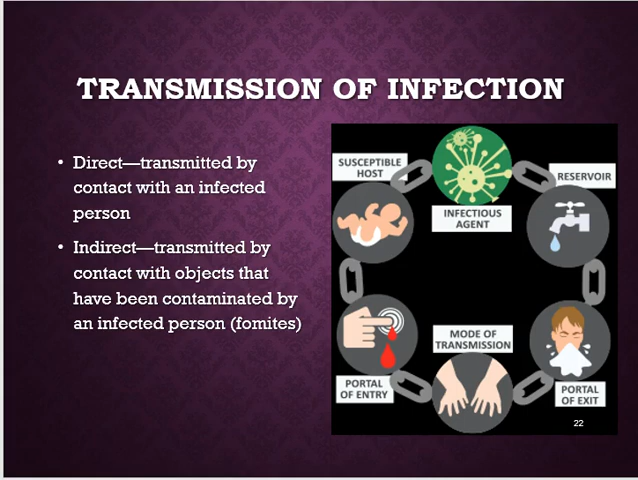 TRANSMISSION OF INFECTION
• Direct—transmitted by
contact with an infected
person
• Indirect—transmitted by
contact with objects that
have been contaminated by
an infected person (fomites)
SUSCEPTIBLE
HOST
INFECTIOUS
AGENT
RESERVOIR
MODE OF
TRANSMISSION
PORTAL
OF ENTRY
PORTAL
OF EXIT
22